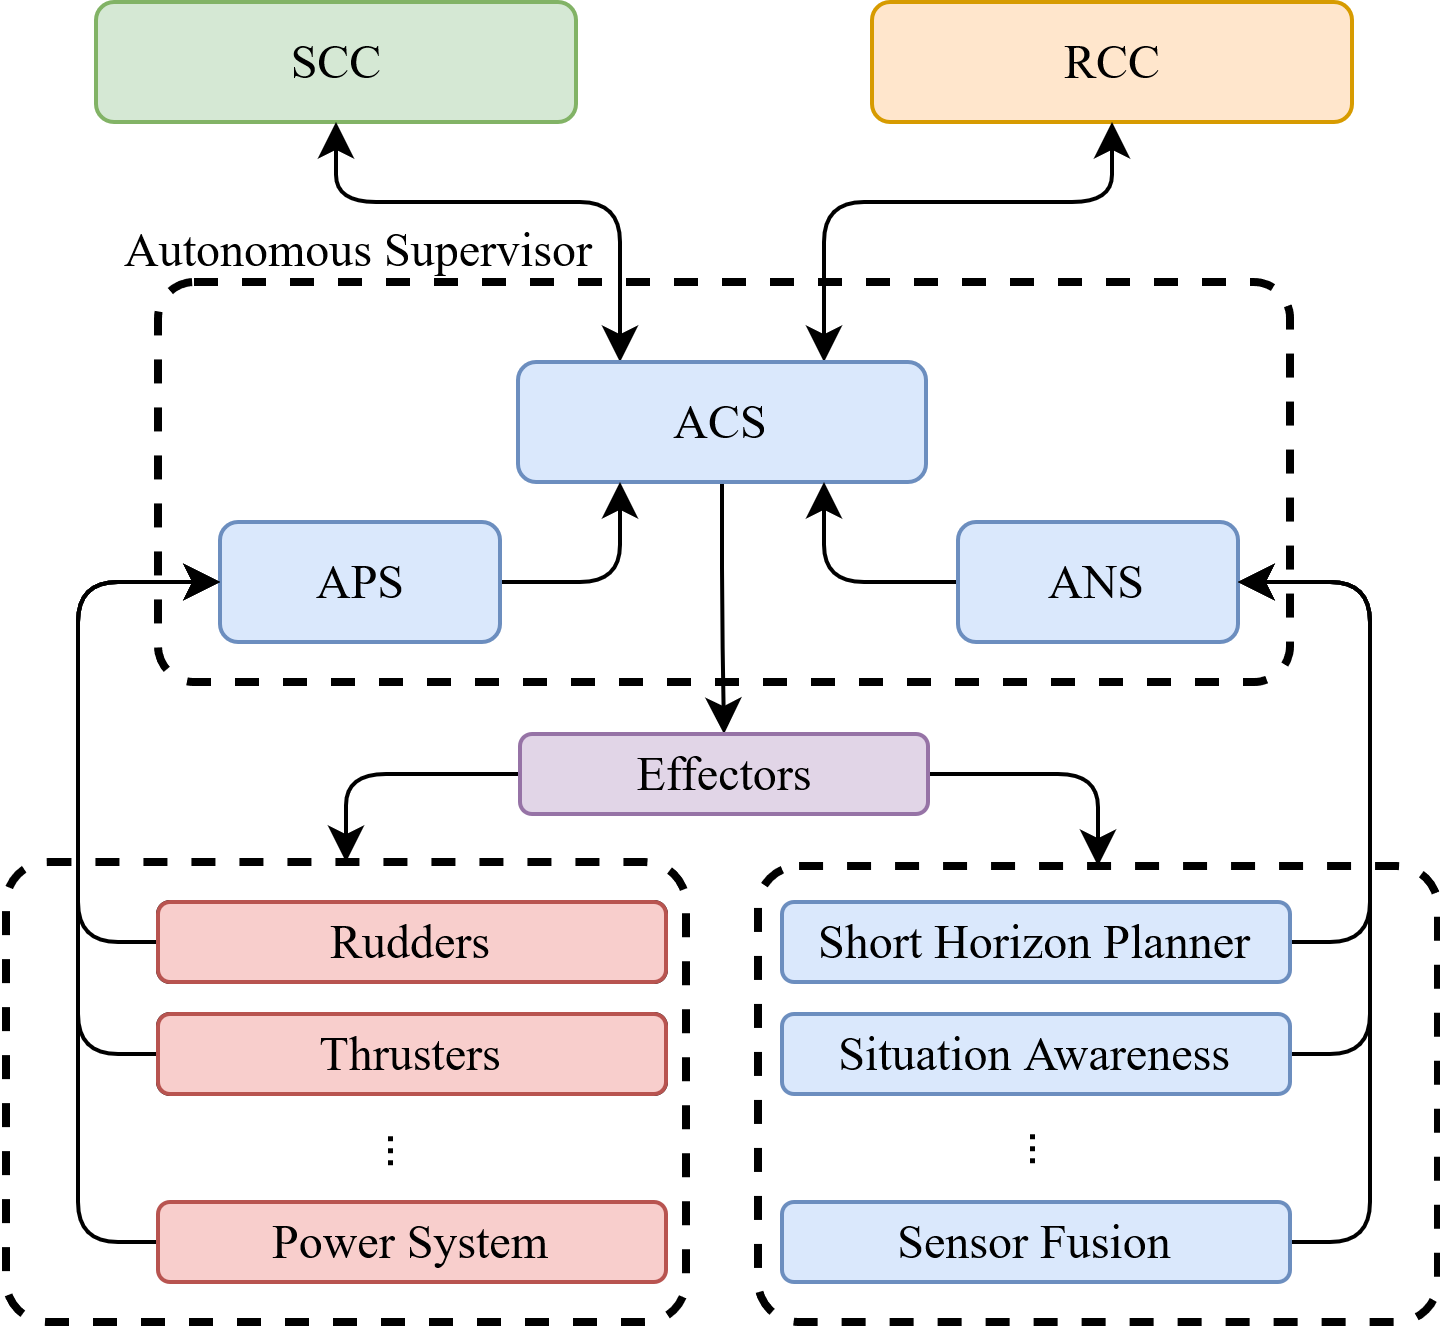 SCC
RCC
Autonomous Supervisor
ACS
APS
ANS
Effectors
Rudders
Short Horizon Planner
Thrusters
Situation Awareness
...
...
Power System
Sensor Fusion